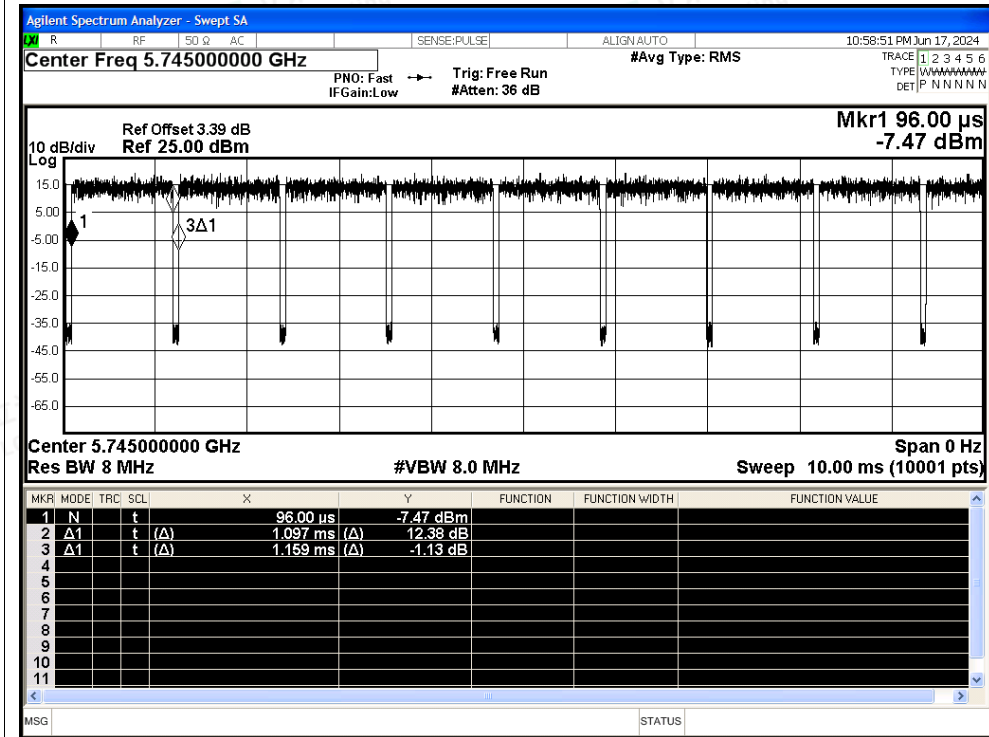 Agilent Spectrum Analyzer - Swept SA
LXI R RF 50 Ω AC SENSE:PULSE ALIGN AUTO 10:58:51 PM Jun 17, 2024
Center Freq 5.745000000 GHz #Avg Type: RMS TRACE 1 2 3 4 5 6
PNO: Fast Trig: Free Run TYPE WWWWWW
IFGain:Low #Atten: 36 dB DET P N N N N N
Mkr1 96.00 µs
Ref Offset 3.39 dB
10 dB/div Ref 25.00 dBm -7.47 dBm
Log
15.0
5.00
1
3Δ1
-5.00
-15.0
-25.0
-35.0
-45.0
-55.0
-65.0
Center 5.745000000 GHz Span 0 Hz
Res BW 8 MHz #VBW 8.0 MHz Sweep 10.00 ms (10001 pts)
MKR MODE TRC SCL X Y FUNCTION FUNCTION WIDTH FUNCTION VALUE
1 N t 96.00 µs -7.47 dBm
2 Δ1 t (Δ) 1.097 ms (Δ) 12.38 dB
3 Δ1 t (Δ) 1.159 ms (Δ) -1.13 dB
4
5
6
7
8
9
10
11
MSG STATUS